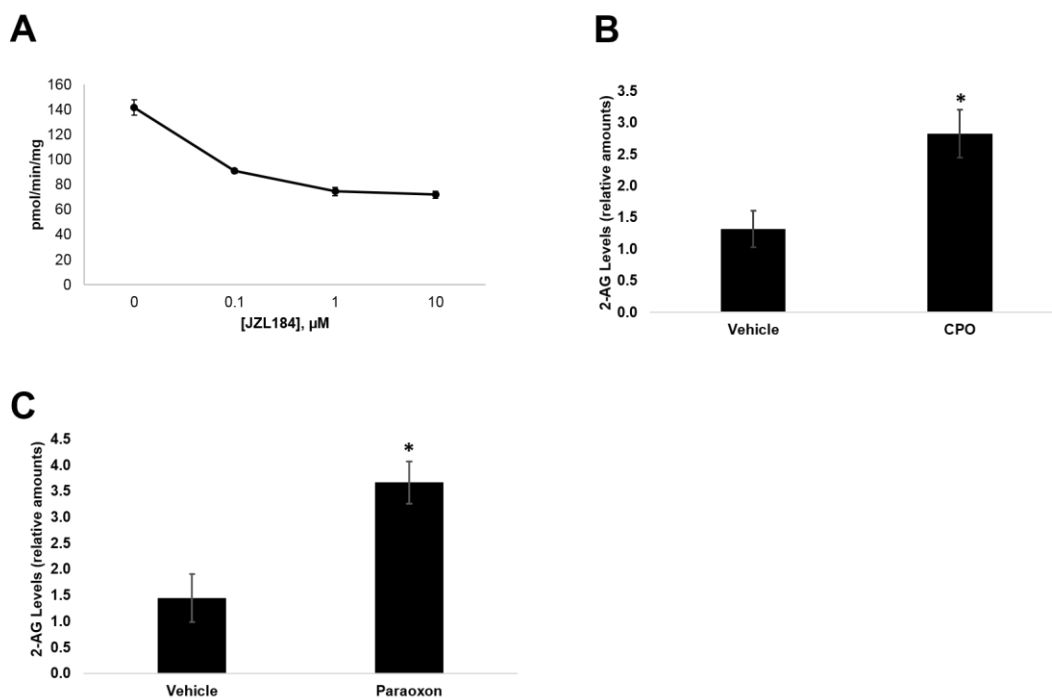 A
160
140
120
100
80
60
40
20
0
pmol/min/mg
0 0.1 1 10
[JZL184], µM
B
3.5
3.0
2.5
2.0
1.5
1.0
0.5
0.0
2-AG Levels (relative amounts)
*
Vehicle CPO
C
4.5
4.0
3.5
3.0
2.5
2.0
1.5
1.0
0.5
0.0
2-AG Levels (relative amounts)
*
Vehicle Paraoxon